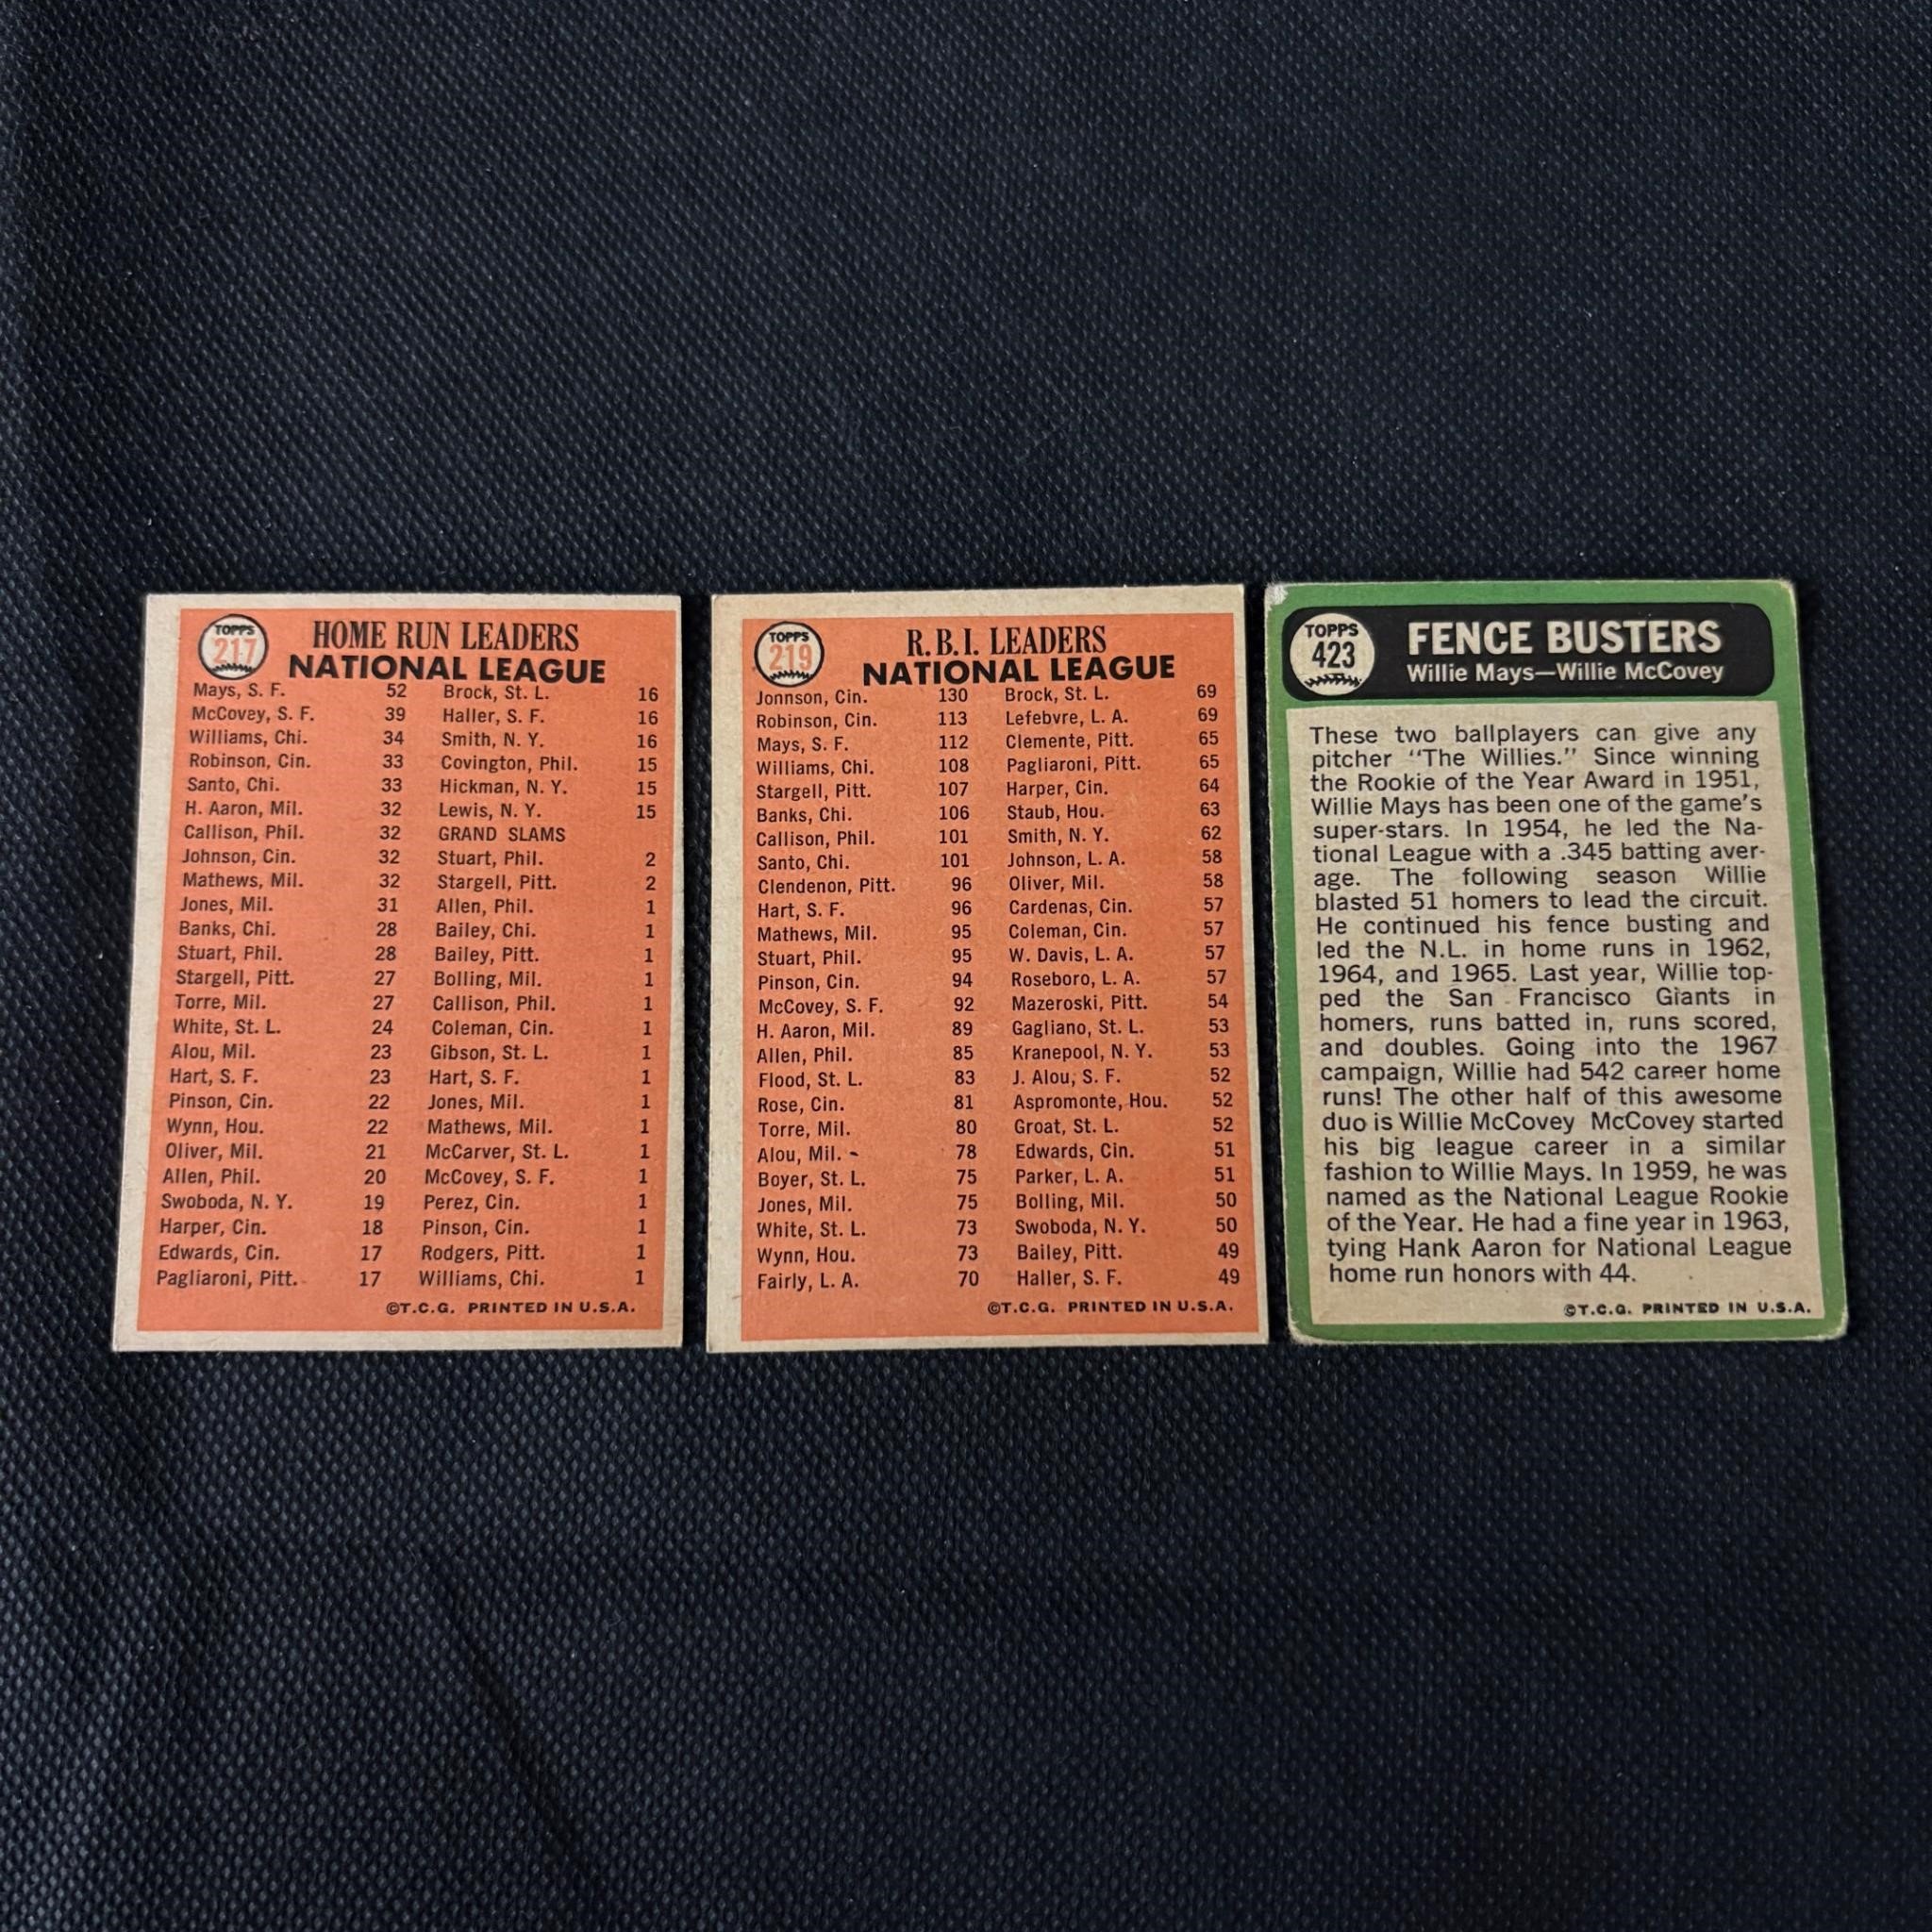 TOPPS
217
HOME RUN LEADERS
NATIONAL LEAGUE
Mays, S. F. 52 Brock, St. L. 16
McCovey, S. F. 39 Haller, S. F. 16
Williams, Chi. 34 Smith, N. Y. 16
Robinson, Cin. 33 Covington, Phil. 15
Santo, Chi. 33 Hickman, N. Y. 15
H. Aaron, Mil. 32 Lewis, N. Y. 15
Callison, Phil. 32 GRAND SLAMS
Johnson, Cin. 32 Stuart, Phil. 2
Mathews, Mil. 32 Stargell, Pitt. 2
Jones, Mil. 31 Allen, Phil. 1
Banks, Chi. 28 Bailey, Chi. 1
Stuart, Phil. 28 Bailey, Pitt. 1
Stargell, Pitt. 27 Bolling, Mil. 1
Torre, Mil. 27 Callison, Phil. 1
White, St. L. 24 Coleman, Cin. 1
Alou, Mil. 23 Gibson, St. L. 1
Hart, S. F. 23 Hart, S. F. 1
Pinson, Cin. 22 Jones, Mil. 1
Wynn, Hou. 22 Mathews, Mil. 1
Oliver, Mil. 21 McCarver, St. L. 1
Allen, Phil. 20 McCovey, S. F. 1
Swoboda, N. Y. 19 Perez, Cin. 1
Harper, Cin. 18 Pinson, Cin. 1
Edwards, Cin. 17 Rodgers, Pitt. 1
Pagliaroni, Pitt. 17 Williams, Chi. 1
©T.C.G. PRINTED IN U.S.A.
TOPPS
219
R.B.I. LEADERS
NATIONAL LEAGUE
Jonnson, Cin. 130 Brock, St. L. 69
Robinson, Cin. 113 Lefebvre, L. A. 69
Mays, S. F. 112 Clemente, Pitt. 65
Williams, Chi. 108 Pagliaroni, Pitt. 65
Stargell, Pitt. 107 Harper, Cin. 64
Banks, Chi. 106 Staub, Hou. 63
Callison, Phil. 101 Smith, N. Y. 62
Santo, Chi. 101 Johnson, L. A. 58
Clendenon, Pitt. 96 Oliver, Mil. 58
Hart, S. F. 96 Cardenas, Cin. 57
Mathews, Mil. 95 Coleman, Cin. 57
Stuart, Phil. 95 W. Davis, L. A. 57
Pinson, Cin. 94 Roseboro, L. A. 57
McCovey, S. F. 92 Mazeroski, Pitt. 54
H. Aaron, Mil. 89 Gagliano, St. L. 53
Allen, Phil. 85 Kranepool, N. Y. 53
Flood, St. L. 83 J. Alou, S. F. 52
Rose, Cin. 81 Aspromonte, Hou. 52
Torre, Mil. 80 Groat, St. L. 52
Alou, Mil. 78 Edwards, Cin. 51
Boyer, St. L. 75 Parker, L. A. 51
Jones, Mil. 75 Bolling, Mil. 50
White, St. L. 73 Swoboda, N. Y. 50
Wynn, Hou. 73 Bailey, Pitt. 49
Fairly, L. A. 70 Haller, S. F. 49
©T.C.G. PRINTED IN U.S.A.
TOPPS
423
FENCE BUSTERS
Willie Mays—Willie McCovey
These two ballplayers can give any
pitcher "The Willies." Since winning
the Rookie of the Year Award in 1951,
Willie Mays has been one of the game's
super-stars. In 1954, he led the Na-
tional League with a .345 batting aver-
age. The following season Willie
blasted 51 homers to lead the circuit.
He continued his fence busting and
led the N.L. in home runs in 1962,
1964, and 1965. Last year, Willie top-
ped the San Francisco Giants in
homers, runs batted in, runs scored,
and doubles. Going into the 1967
campaign, Willie had 542 career home
runs! The other half of this awesome
duo is Willie McCovey McCovey started
his big league career in a similar
fashion to Willie Mays. In 1959, he was
named as the National League Rookie
of the Year. He had a fine year in 1963,
tying Hank Aaron for National League
home run honors with 44.
©T.C.G. PRINTED IN U.S.A.